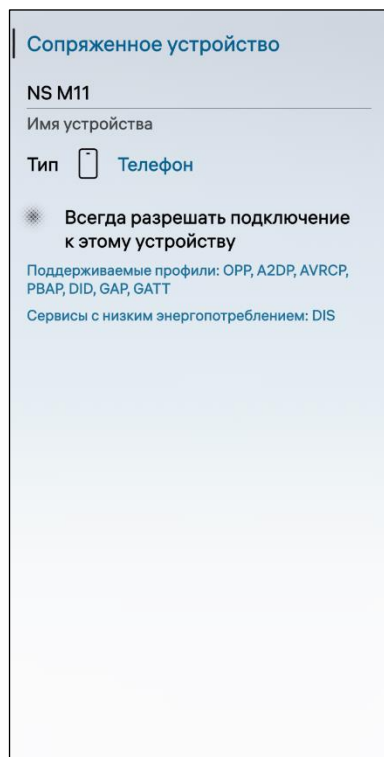 Сопряженное устройство
NS M11
Имя устройства
Тип Телефон
Всегда разрешать подключение
к этому устройству
Поддерживаемые профили: OPP, A2DP, AVRCP,
PBAP, DID, GAP, GATT
Сервисы с низким энергопотреблением: DIS